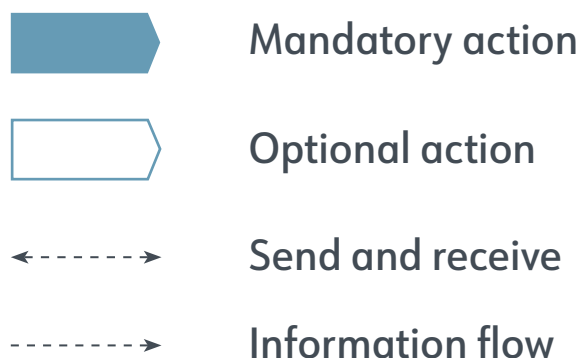 Mandatory action
Optional action
Send and receive
Information flow